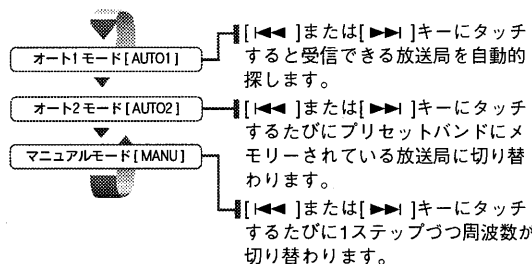 オート1 モード [ AUTO1 ]
[ |◀◀ ]または[ ▶▶| ]キーにタッチ
すると受信できる放送局を自動的
探します。
オート2 モード [ AUTO2 ]
[ |◀◀ ]または[ ▶▶| ]キーにタッチ
するたびにプリセットバンドにメ
モリーされている放送局に切り替
わります。
マニュアルモード [ MANU ]
[ |◀◀ ]または[ ▶▶| ]キーにタッチ
するたびに1ステップづつ周波数が
切り替わります。